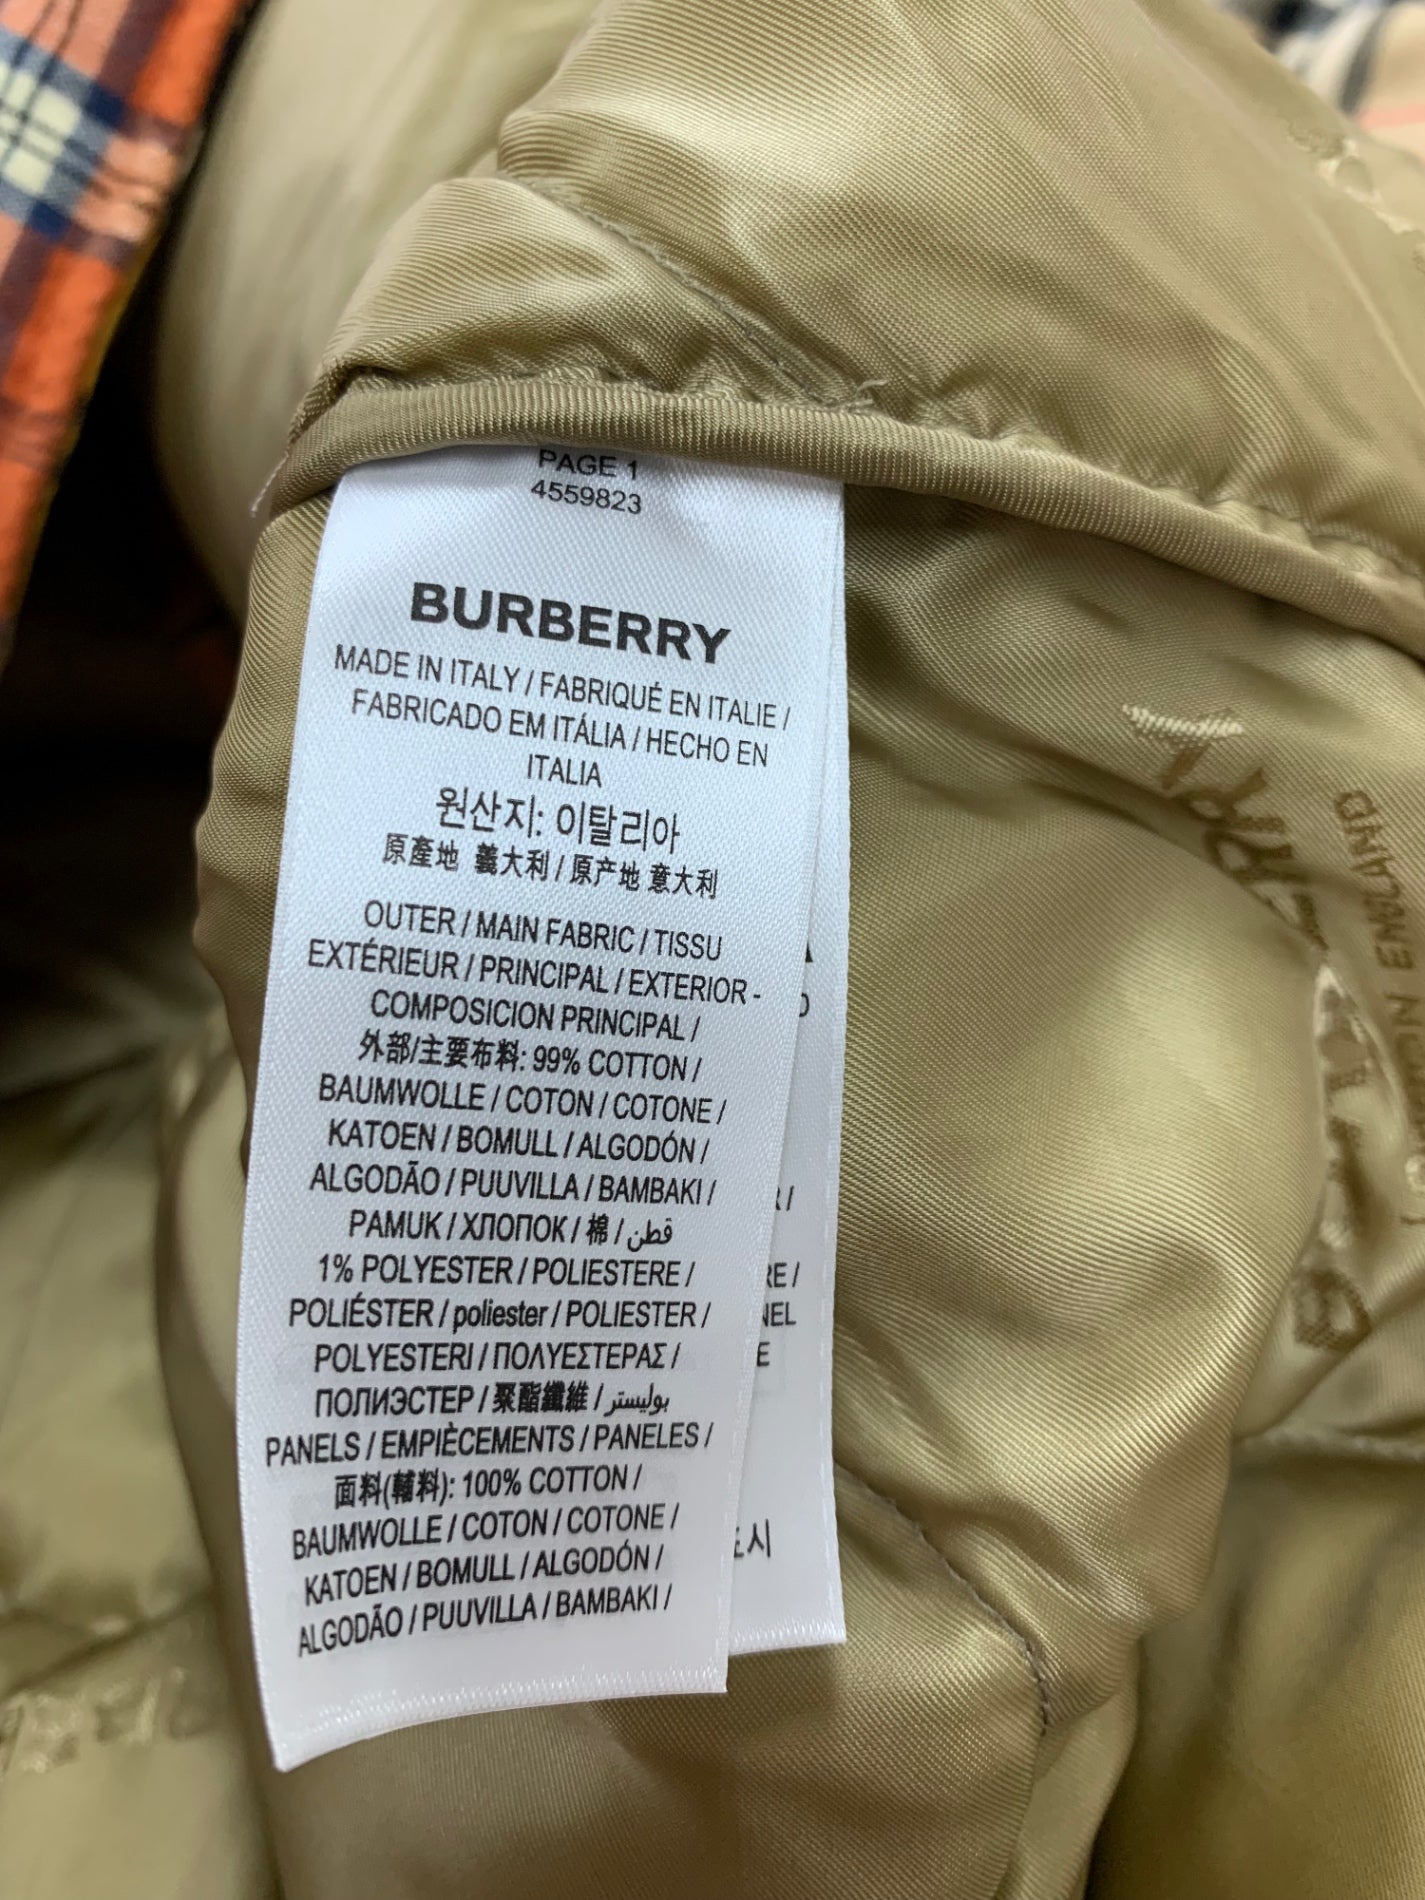 PAGE 1
4559823
BURBERRY
MADE IN ITALY / FABRIQUÉ EN ITALIE /
FABRICADO EM ITÁLIA / HECHO EN
ITALIA
원산지: 이탈리아
原產地 義大利 / 原产地 意大利
OUTER / MAIN FABRIC / TISSU
EXTÉRIEUR / PRINCIPAL / EXTERIOR -
COMPOSICION PRINCIPAL /
外部/主要布料: 99% COTTON /
BAUMWOLLE / COTON / COTONE /
KATOEN / BOMULL / ALGODÓN /
ALGODÃO / PUUVILLA / BAMBAKI /
PAMUK / ХЛОПОК / 棉 / قطن
1% POLYESTER / POLIESTERE /
POLIÉSTER / poliester / POLIESTER /
POLYESTERI / ΠΟΛΥΕΣΤΕΡΑΣ /
ПОЛИЭСТЕР / 聚酯纖維 / بوليستر
PANELS / EMPIÈCEMENTS / PANELES /
面料(輔料): 100% COTTON /
BAUMWOLLE / COTON / COTONE /
KATOEN / BOMULL / ALGODÓN /
ALGODÃO / PUUVILLA / BAMBAKI /
ENGLAND